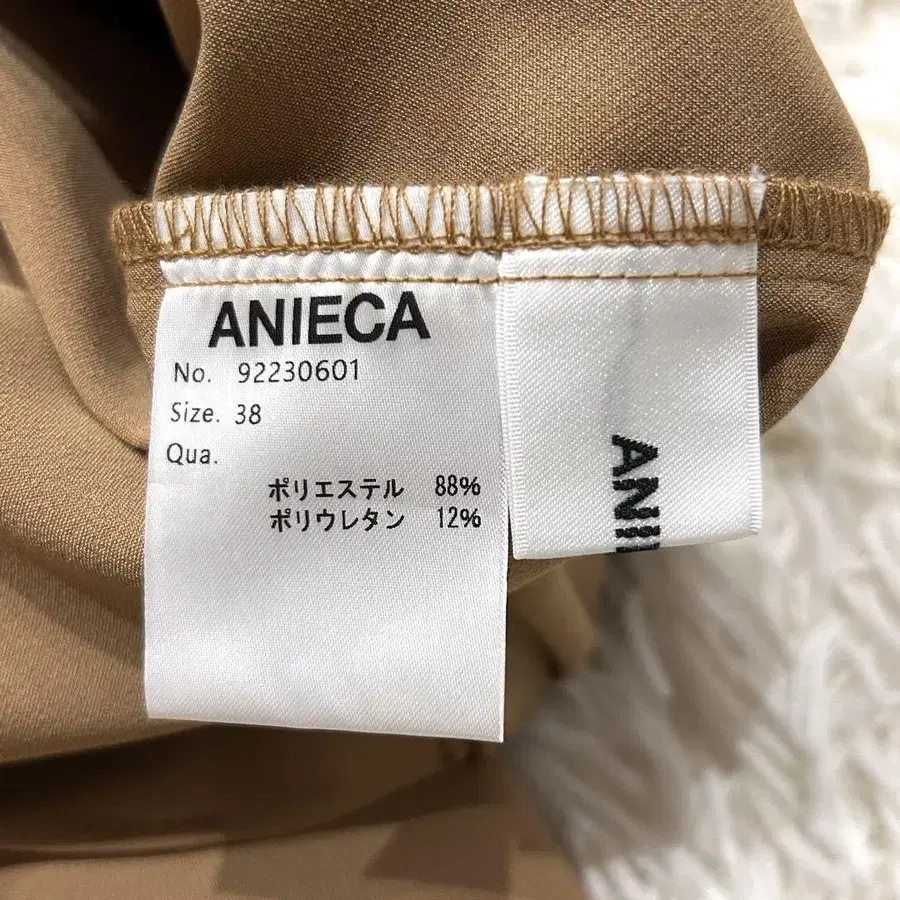 ANIECA
No. 92230601
Size. 38
Qua.
ポリエステル 88%
ポリウレタン 12%